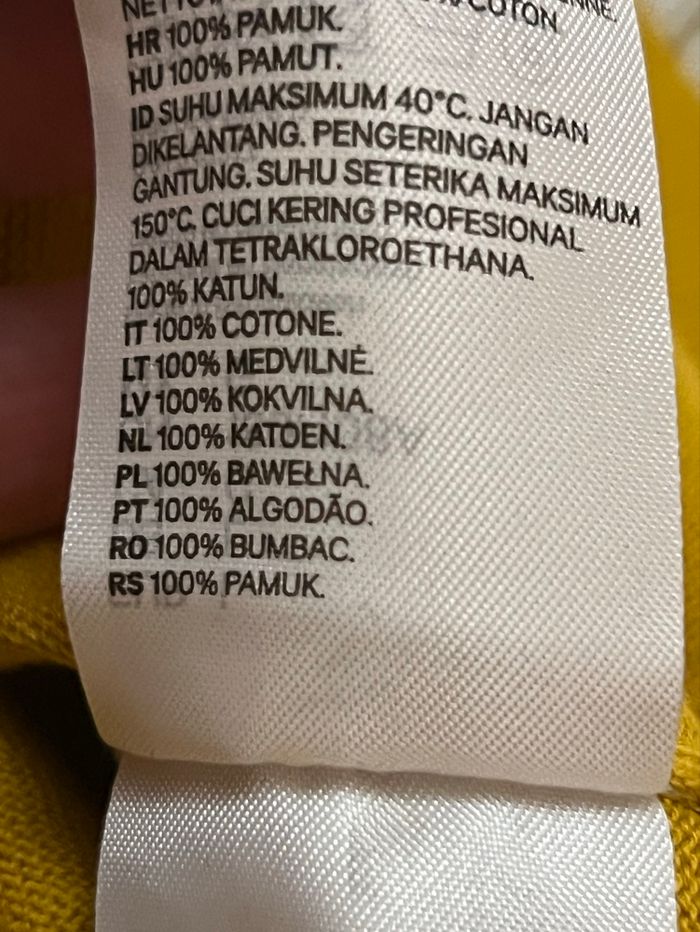 COTON.
HR 100% PAMUK.
HU 100% PAMUT.
ID SUHU MAKSIMUM 40°C. JANGAN
DIKELANTANG. PENGERINGAN
GANTUNG. SUHU SETERIKA MAKSIMUM
150°C. CUCI KERING PROFESIONAL
DALAM TETRAKLOROETHANA.
100% KATUN.
IT 100% COTONE.
LT 100% MEDVILNĖ.
LV 100% KOKVILNA.
NL 100% KATOEN.
PL 100% BAWEŁNA.
PT 100% ALGODÃO.
RO 100% BUMBAC.
RS 100% PAMUK.